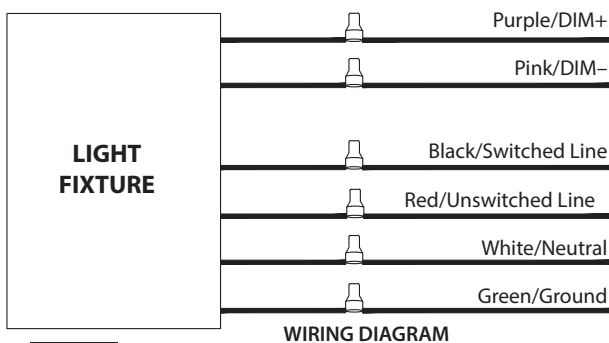 Purple/DIM+
Pink/DIM–
LIGHT
FIXTURE
Black/Switched Line
Red/Unswitched Line
White/Neutral
Green/Ground
WIRING DIAGRAM